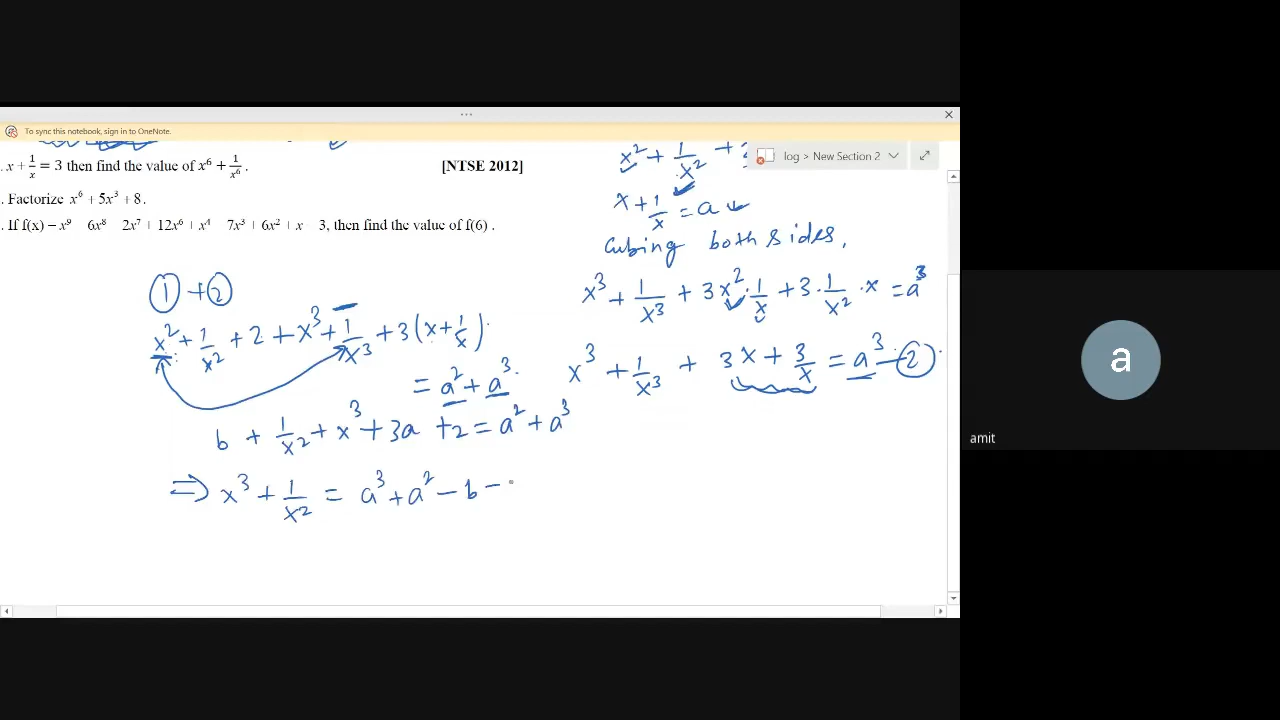 To sync this notebook, sign in to OneNote.
log > New Section 2
. x + 1/x = 3 then find the value of x⁶ + 1/x⁶ . [NTSE 2012]
. Factorize x⁶ + 5x³ + 8.
. If f(x) – x⁹ 6x⁸ 2x⁷ + 12x⁶ + x⁴ 7x³ + 6x² + x 3, then find the value of f(6) .
x² + 1/x² +
x + 1/x = a
Cubing both sides,
x³ + 1/x³ + 3x² · 1/x + 3 · 1/x² · x = a³
x³ + 1/x³ + 3x + 3/x = a³ – ②
① + ②
x² + 1/x² + 2 + x³ + 1/x³ + 3(x + 1/x)
= a² + a³.
b + 1/x² + x³ + 3a + 2 = a² + a³
⇒ x³ + 1/x² = a³ + a² – b –
a
amit